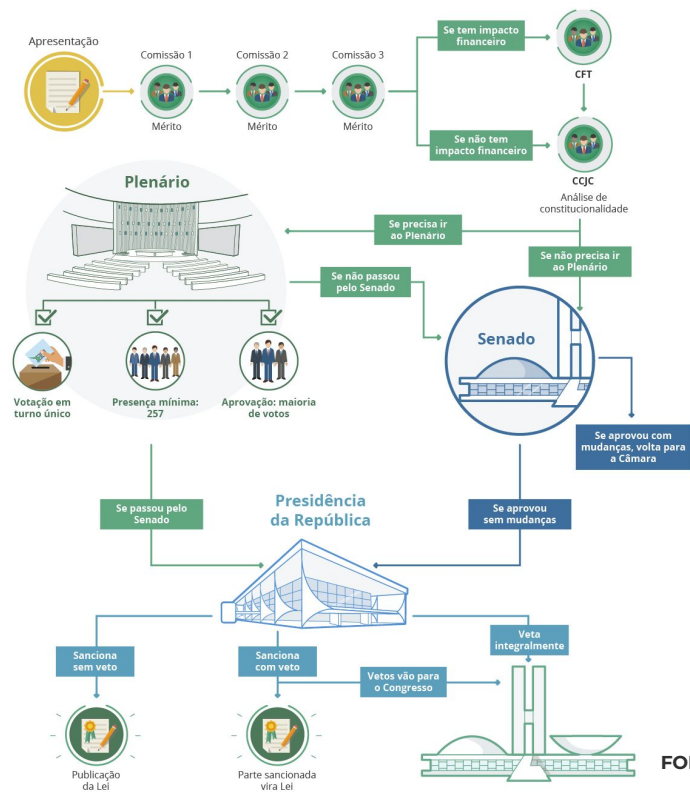 Apresentação
Comissão 1
Comissão 2
Comissão 3
Mérito
Mérito
Mérito
Se tem impacto
financeiro
CFT
Se não tem
impacto financeiro
CCJC
Análise de
constitucionalidade
Plenário
Se precisa ir
ao Plenário
Se não precisa ir
ao Plenário
Se não passou
pelo Senado
Senado
Votação em
turno único
Presença mínima:
257
Aprovação: maioria
de votos
Se aprovou com
mudanças, volta para
a Câmara
Se passou pelo
Senado
Presidência
da República
Se aprovou
sem mudanças
Sanciona
sem veto
Sanciona
com veto
Veta
integralmente
Vetos vão para
o Congresso
Publicação
da Lei
Parte sancionada
vira Lei